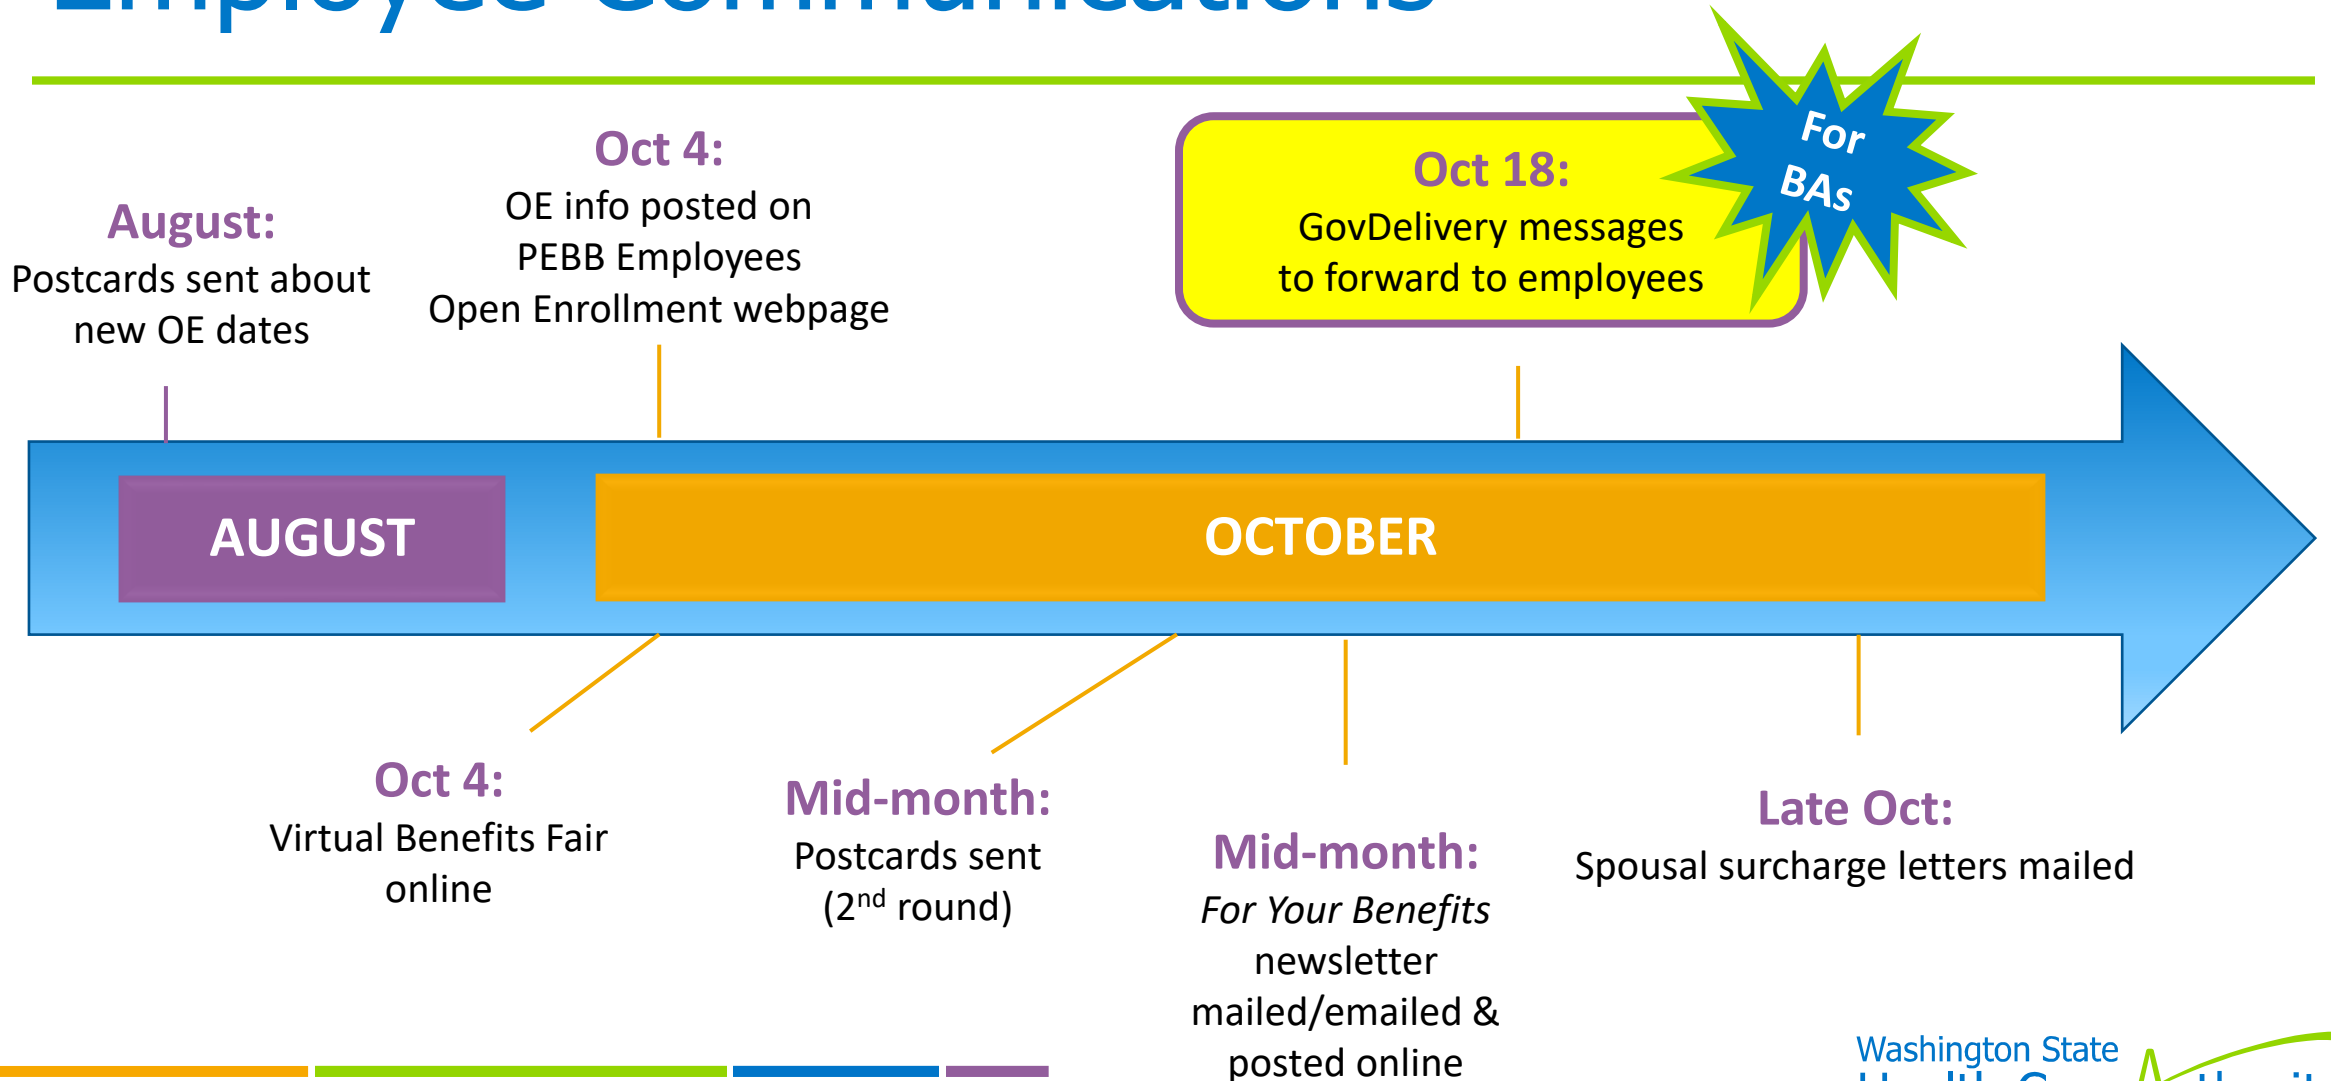 Employee Communications
August:
Postcards sent about
new OE dates
Oct 4:
OE info posted on
PEBB Employees
Open Enrollment webpage
Oct 18:
GovDelivery messages
to forward to employees
For
BAs
AUGUST
OCTOBER
Oct 4:
Virtual Benefits Fair
online
Mid-month:
Postcards sent
(2nd round)
Mid-month:
For Your Benefits
newsletter
mailed/emailed &
posted online
Late Oct:
Spousal surcharge letters mailed
Washington State